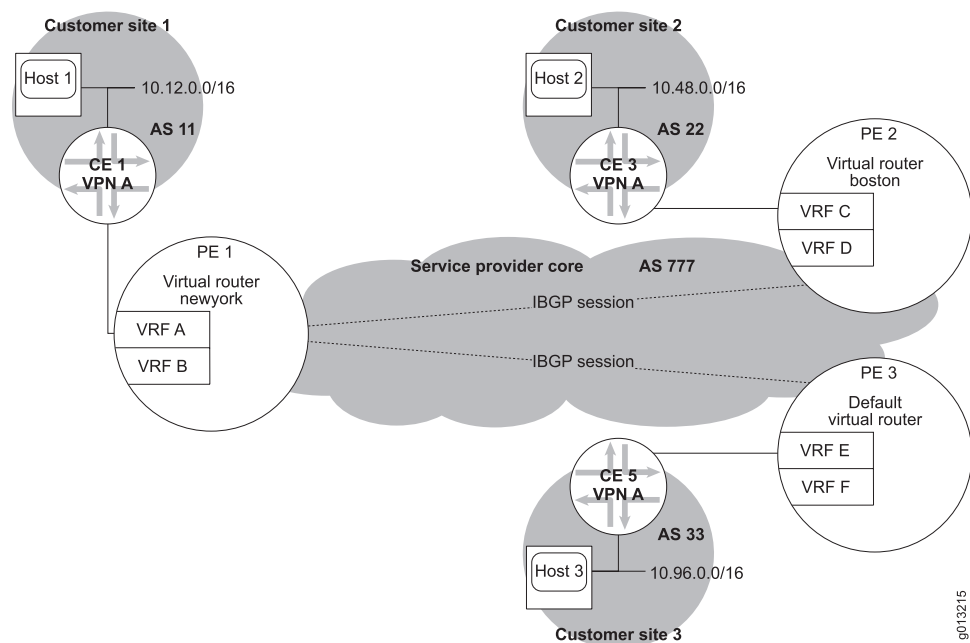 Customer site 1
Host 1
10.12.0.0/16
AS 11
CE 1
VPN A
Customer site 2
Host 2
10.48.0.0/16
AS 22
CE 3
VPN A
PE 2
Virtual router
boston
VRF C
VRF D
PE 1
Virtual router
newyork
VRF A
VRF B
Service provider core
AS 777
IBGP session
IBGP session
PE 3
Default
virtual router
VRF E
VRF F
CE 5
VPN A
AS 33
Host 3
10.96.0.0/16
Customer site 3
g013215